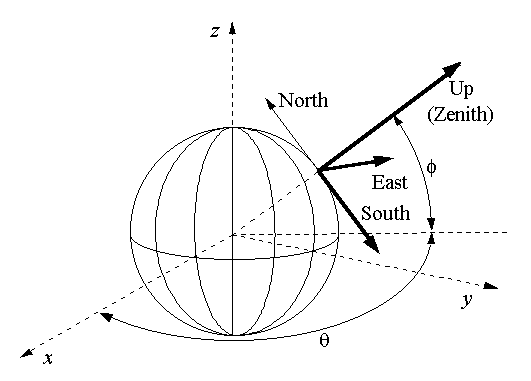 z
North
Up
(Zenith)
ϕ
East
South
y
θ
x